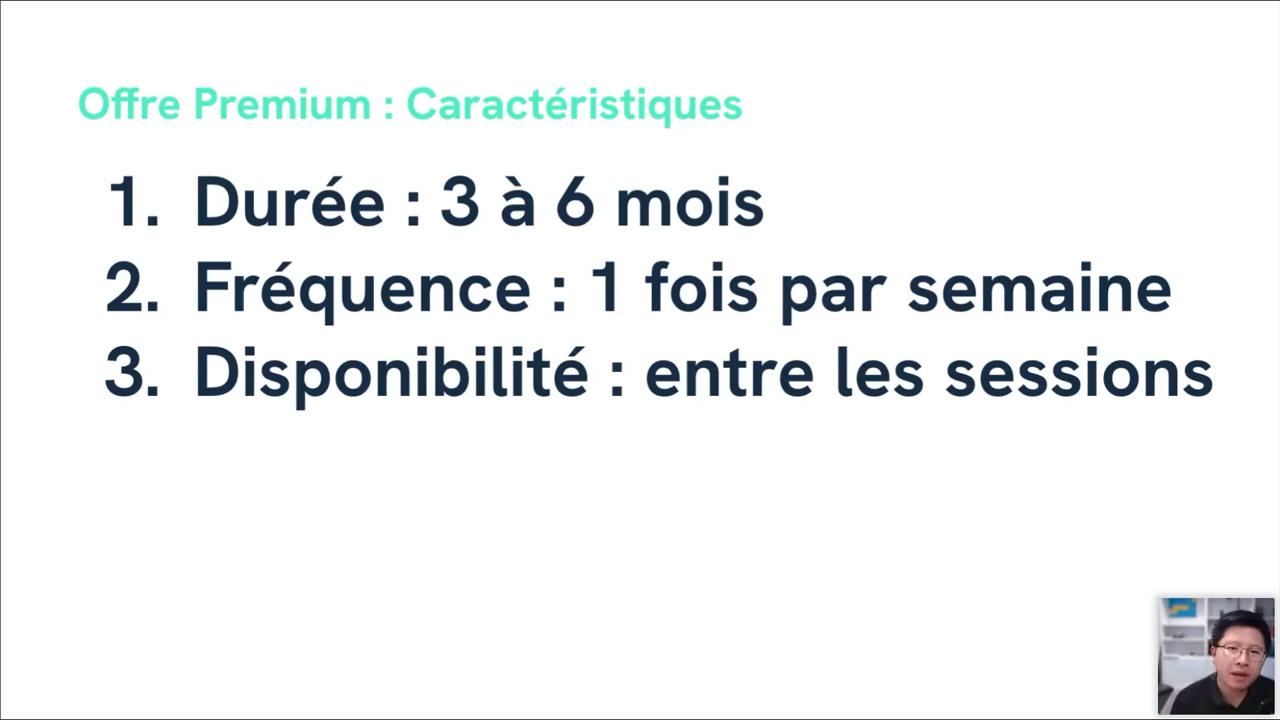 Offre Premium : Caractéristiques
1. Durée : 3 à 6 mois
2. Fréquence : 1 fois par semaine
3. Disponibilité : entre les sessions